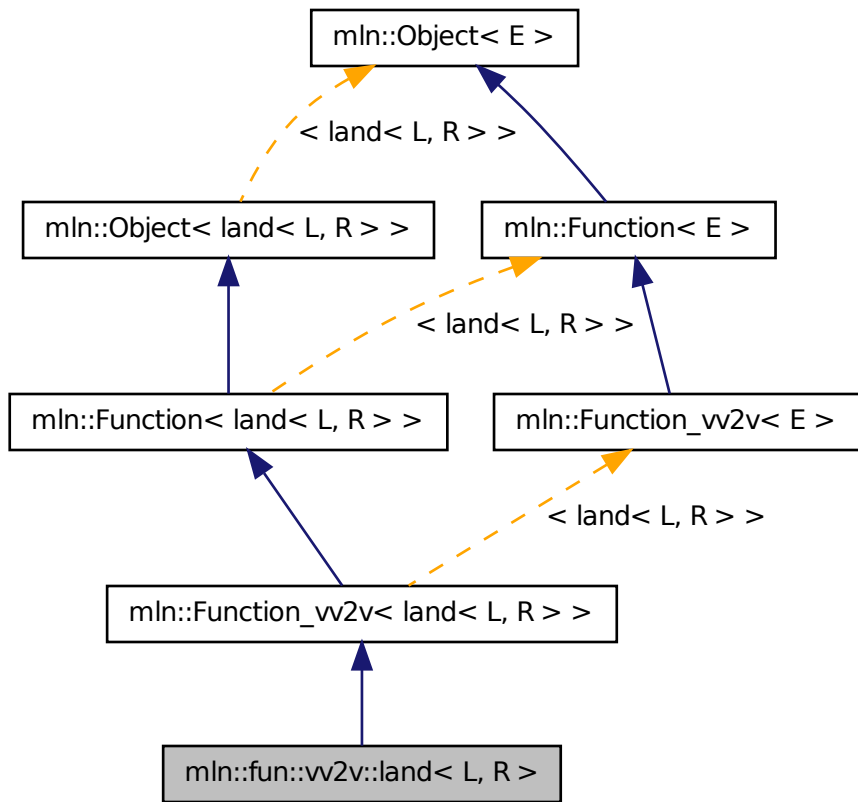 mln::Object< E >
< land< L, R > >
mln::Object< land< L, R > >
mln::Function< E >
< land< L, R > >
mln::Function< land< L, R > >
mln::Function_vv2v< E >
< land< L, R > >
mln::Function_vv2v< land< L, R > >
mln::fun::vv2v::land< L, R >